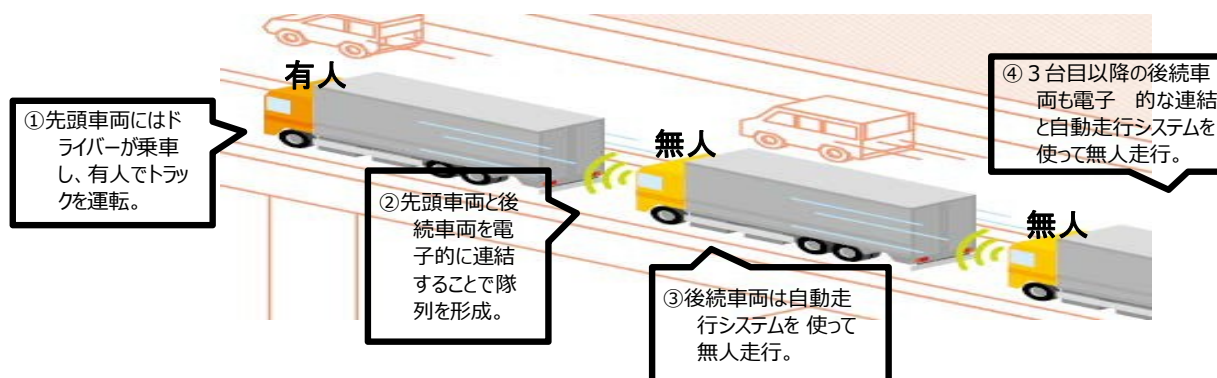 有人
①先頭車両にはド
ライバーが乗車
し、有人でトラッ
クを運転。
無人
②先頭車両と後
続車両を電
子的に連結
することで隊
列を形成。
③後続車両は自動走
行システムを 使って
無人走行。
無人
④３台目以降の後続車
両も電子 的な連結
と自動走行システムを
使って無人走行。